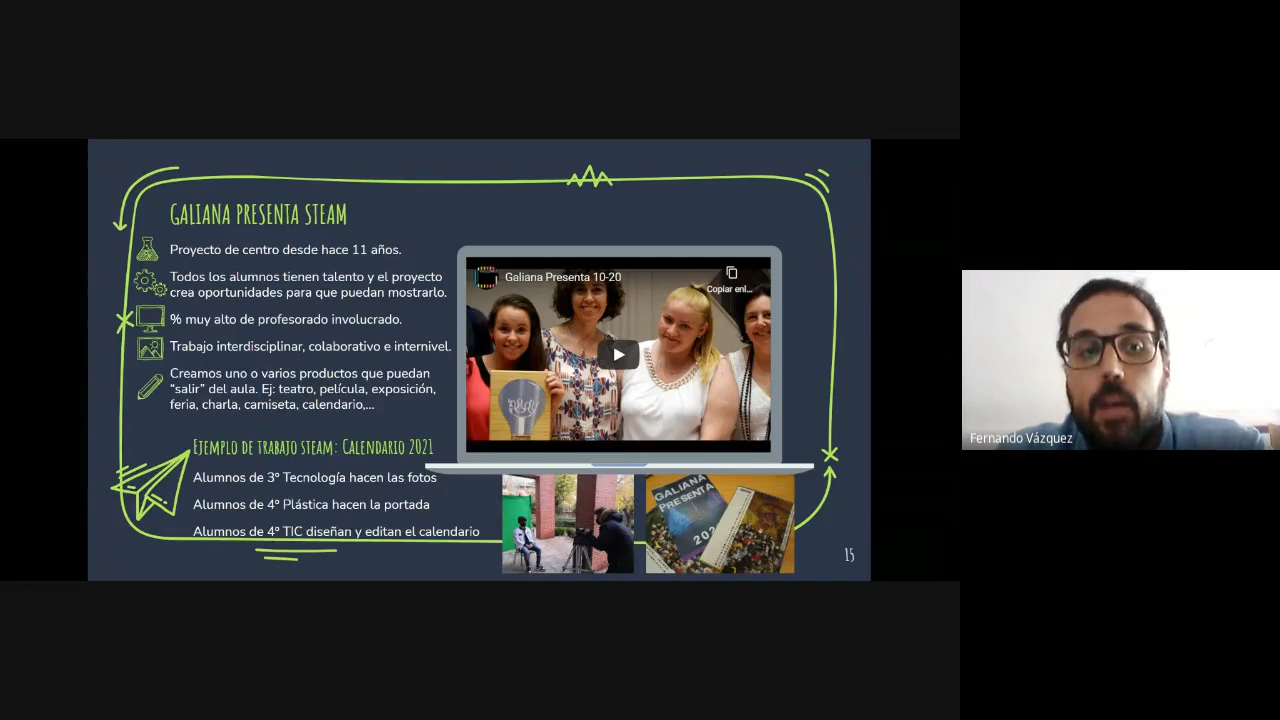 GALIANA PRESENTA STEAM
Proyecto de centro desde hace 11 años.
Todos los alumnos tienen talento y el proyecto
crea oportunidades para que puedan mostrarlo.
% muy alto de profesorado involucrado.
Trabajo interdisciplinar, colaborativo e internivel.
Creamos uno o varios productos que puedan
“salir” del aula. Ej: teatro, película, exposición,
feria, charla, camiseta, calendario,...
EJEMPLO DE TRABAJO STEAM: CALENDARIO 2021
Alumnos de 3º Tecnología hacen las fotos
Alumnos de 4º Plástica hacen la portada
Alumnos de 4º TIC diseñan y editan el calendario
Galiana Presenta 10-20
Copiar enl...
GALIANA
PRESENTA
202
15
Fernando Vázquez